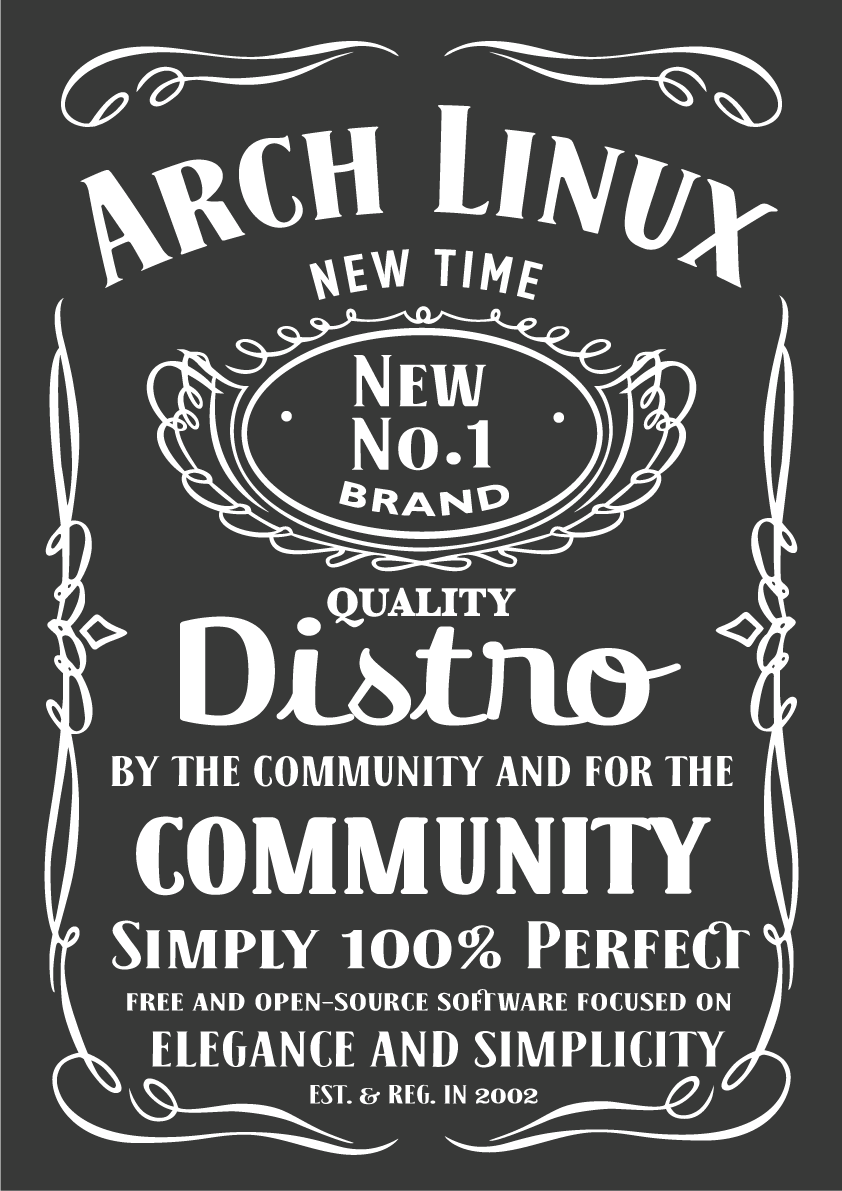 ARCH LINUX
NEW TIME
NEW
No.1
BRAND
QUALITY
Distro
BY THE COMMUNITY AND FOR THE
COMMUNITY
SIMPLY 100% PERFECT
FREE AND OPEN-SOURCE SOFTWARE FOCUSED ON
ELEGANCE AND SIMPLICITY
EST. & REG. IN 2002